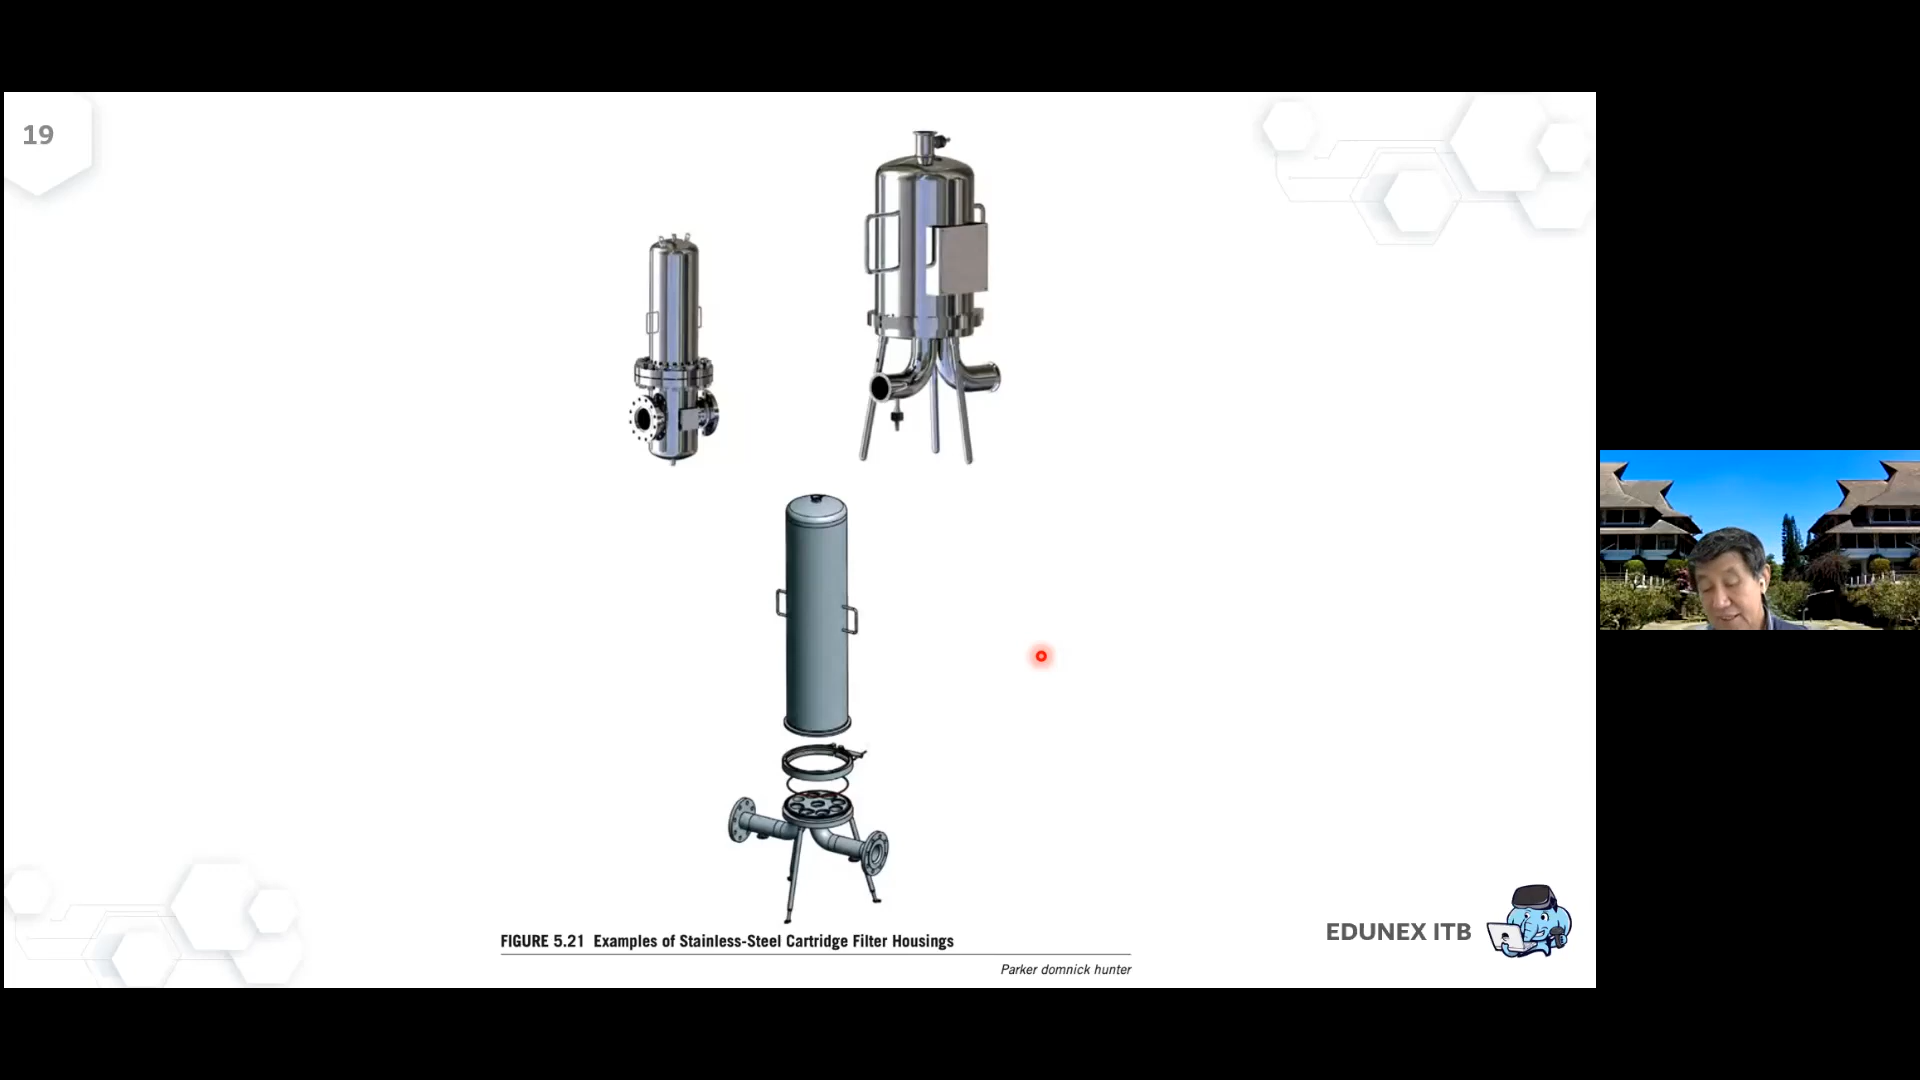 19
FIGURE 5.21 Examples of Stainless-Steel Cartridge Filter Housings
Parker domnick hunter
EDUNEX ITB